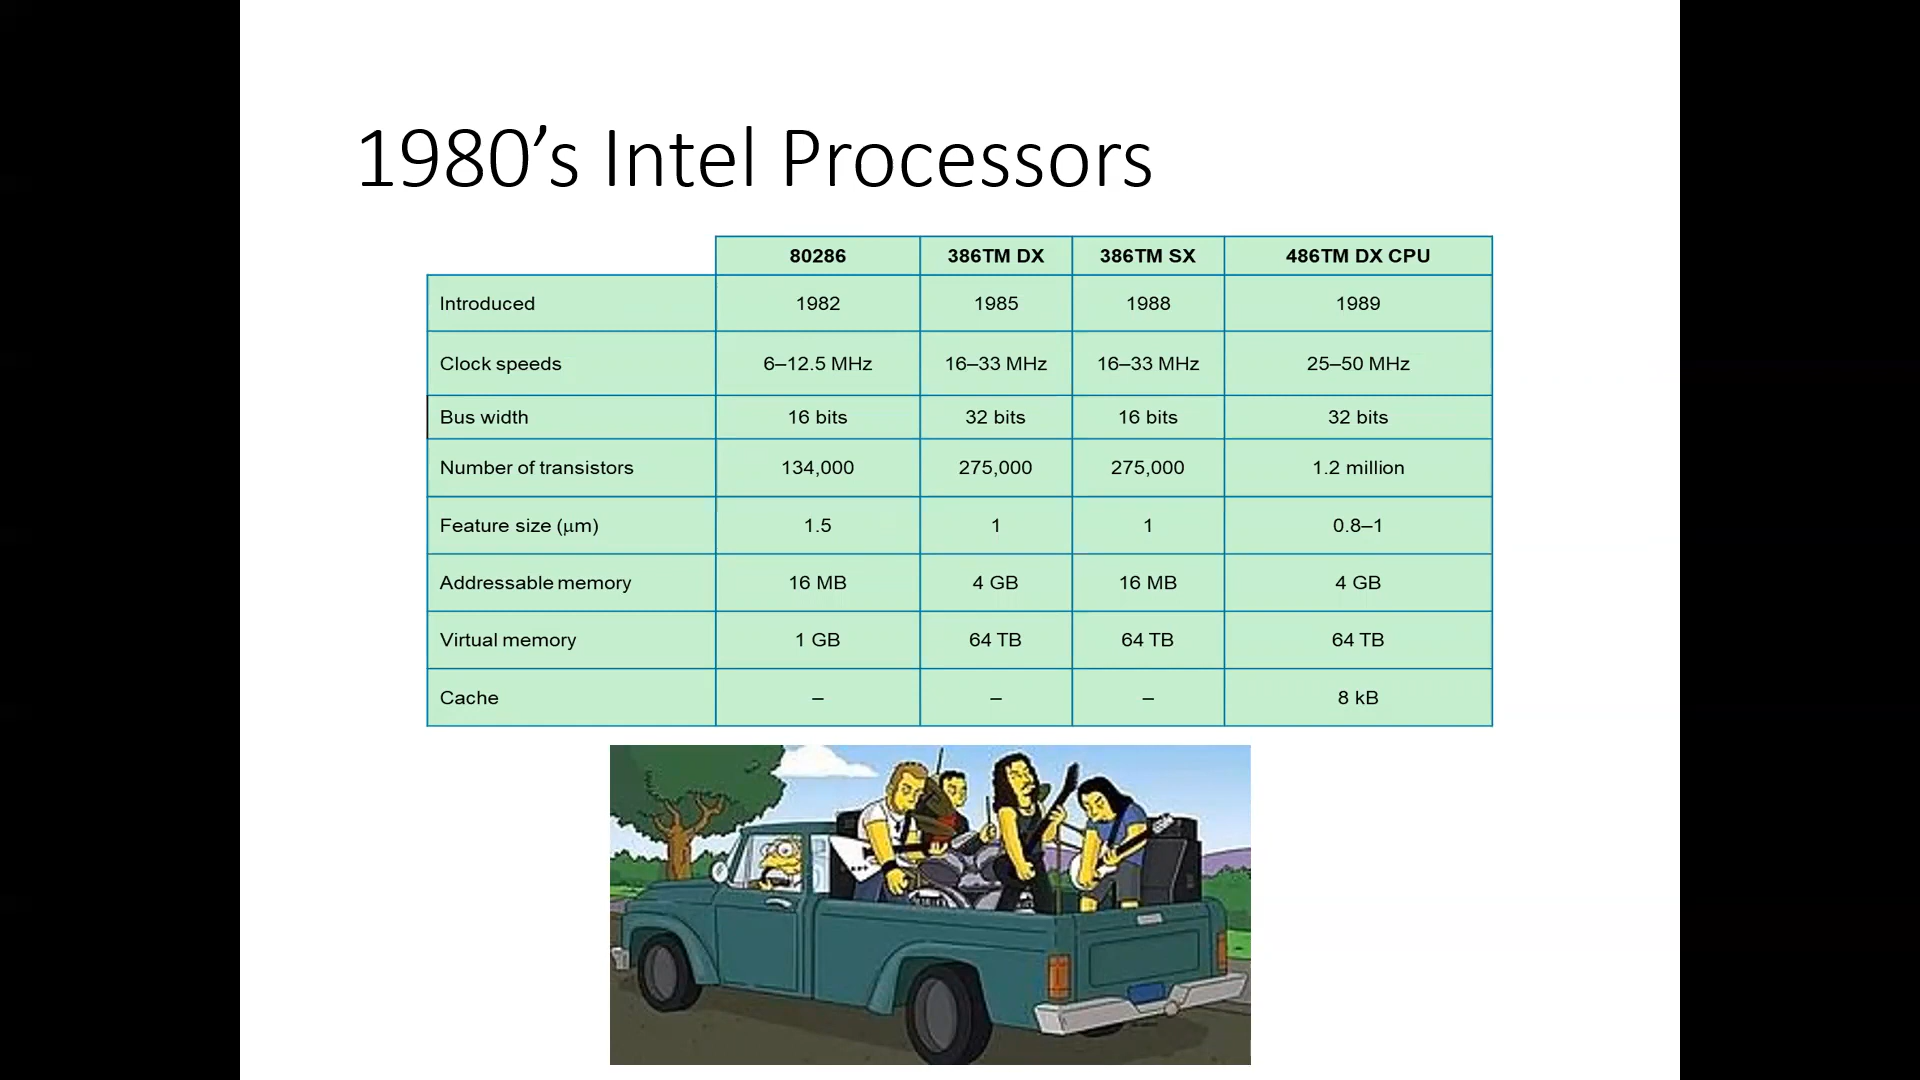 1980’s Intel Processors
80286 386TM DX 386TM SX 486TM DX CPU
Introduced 1982 1985 1988 1989
Clock speeds 6–12.5 MHz 16–33 MHz 16–33 MHz 25–50 MHz
Bus width 16 bits 32 bits 16 bits 32 bits
Number of transistors 134,000 275,000 275,000 1.2 million
Feature size (μm) 1.5 1 1 0.8–1
Addressable memory 16 MB 4 GB 16 MB 4 GB
Virtual memory 1 GB 64 TB 64 TB 64 TB
Cache – – – 8 kB